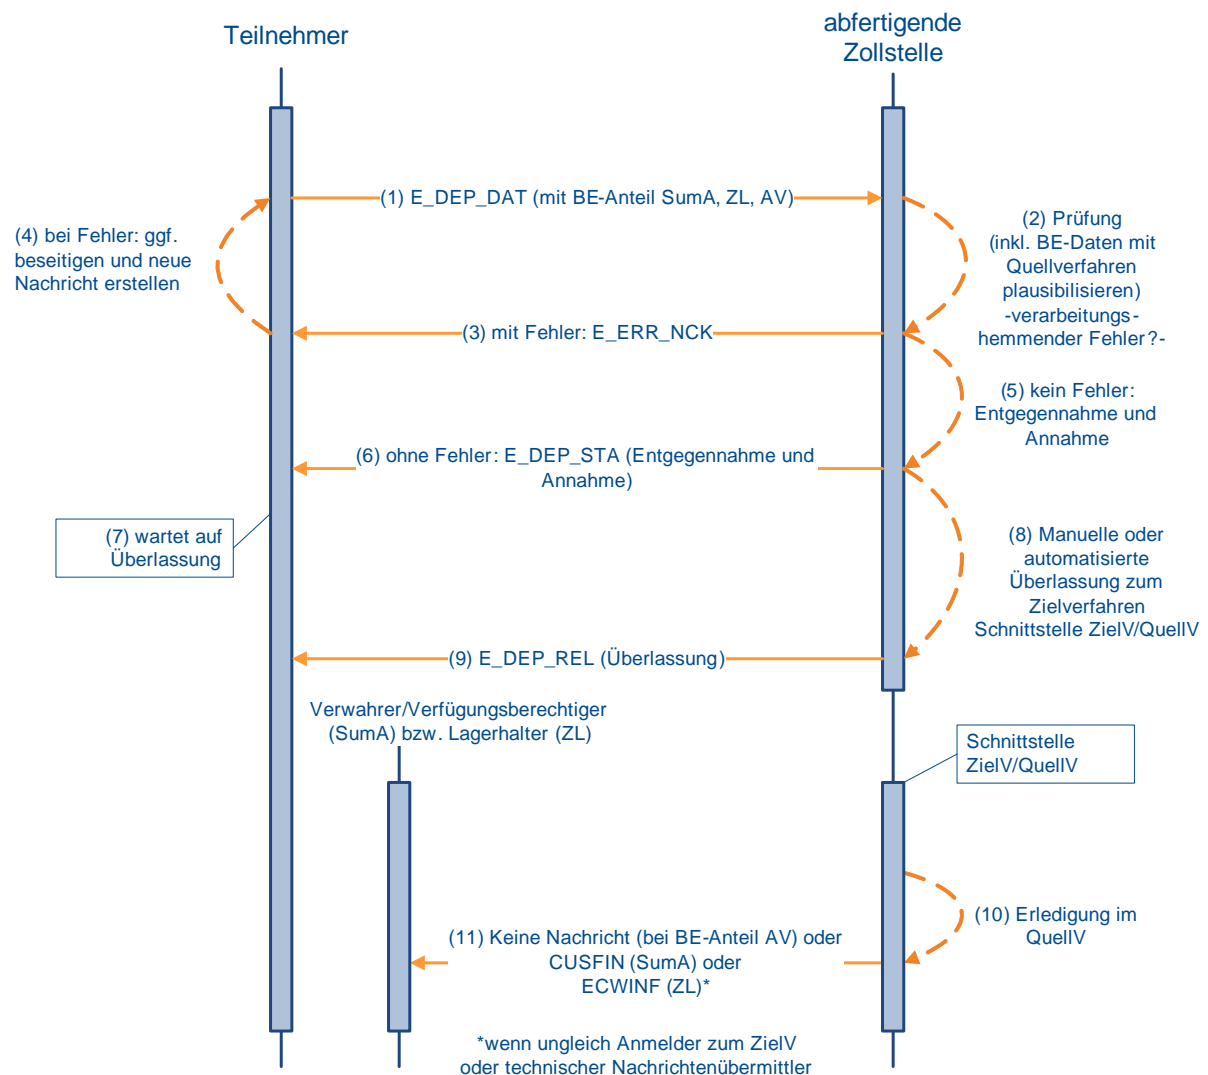 Teilnehmer
abfertigende
Zollstelle
(1) E_DEP_DAT (mit BE-Anteil SumA, ZL, AV)
(2) Prüfung
(inkl. BE-Daten mit
Quellverfahren
plausibilisieren)
-verarbeitungs-
hemmender Fehler?-
(4) bei Fehler: ggf.
beseitigen und neue
Nachricht erstellen
(3) mit Fehler: E_ERR_NCK
(5) kein Fehler:
Entgegennahme und
Annahme
(6) ohne Fehler: E_DEP_STA (Entgegennahme und
Annahme)
(7) wartet auf
Überlassung
(8) Manuelle oder
automatisierte
Überlassung zum
Zielverfahren
Schnittstelle ZielV/QuellV
(9) E_DEP_REL (Überlassung)
Verwahrer/Verfügungsberechtiger
(SumA) bzw. Lagerhalter (ZL)
Schnittstelle
ZielV/QuellV
(10) Erledigung im
QuellV
(11) Keine Nachricht (bei BE-Anteil AV) oder
CUSFIN (SumA) oder
ECWINF (ZL)*
*wenn ungleich Anmelder zum ZielV
oder technischer Nachrichtenübermittler